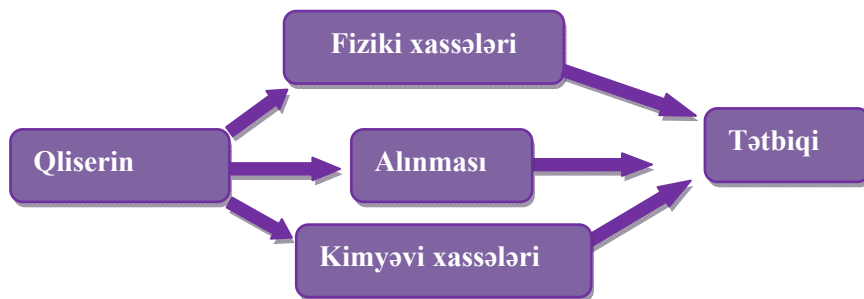 Fiziki xassələri
Qliserin
Alınması
Tətbiqi
Kimyəvi xassələri